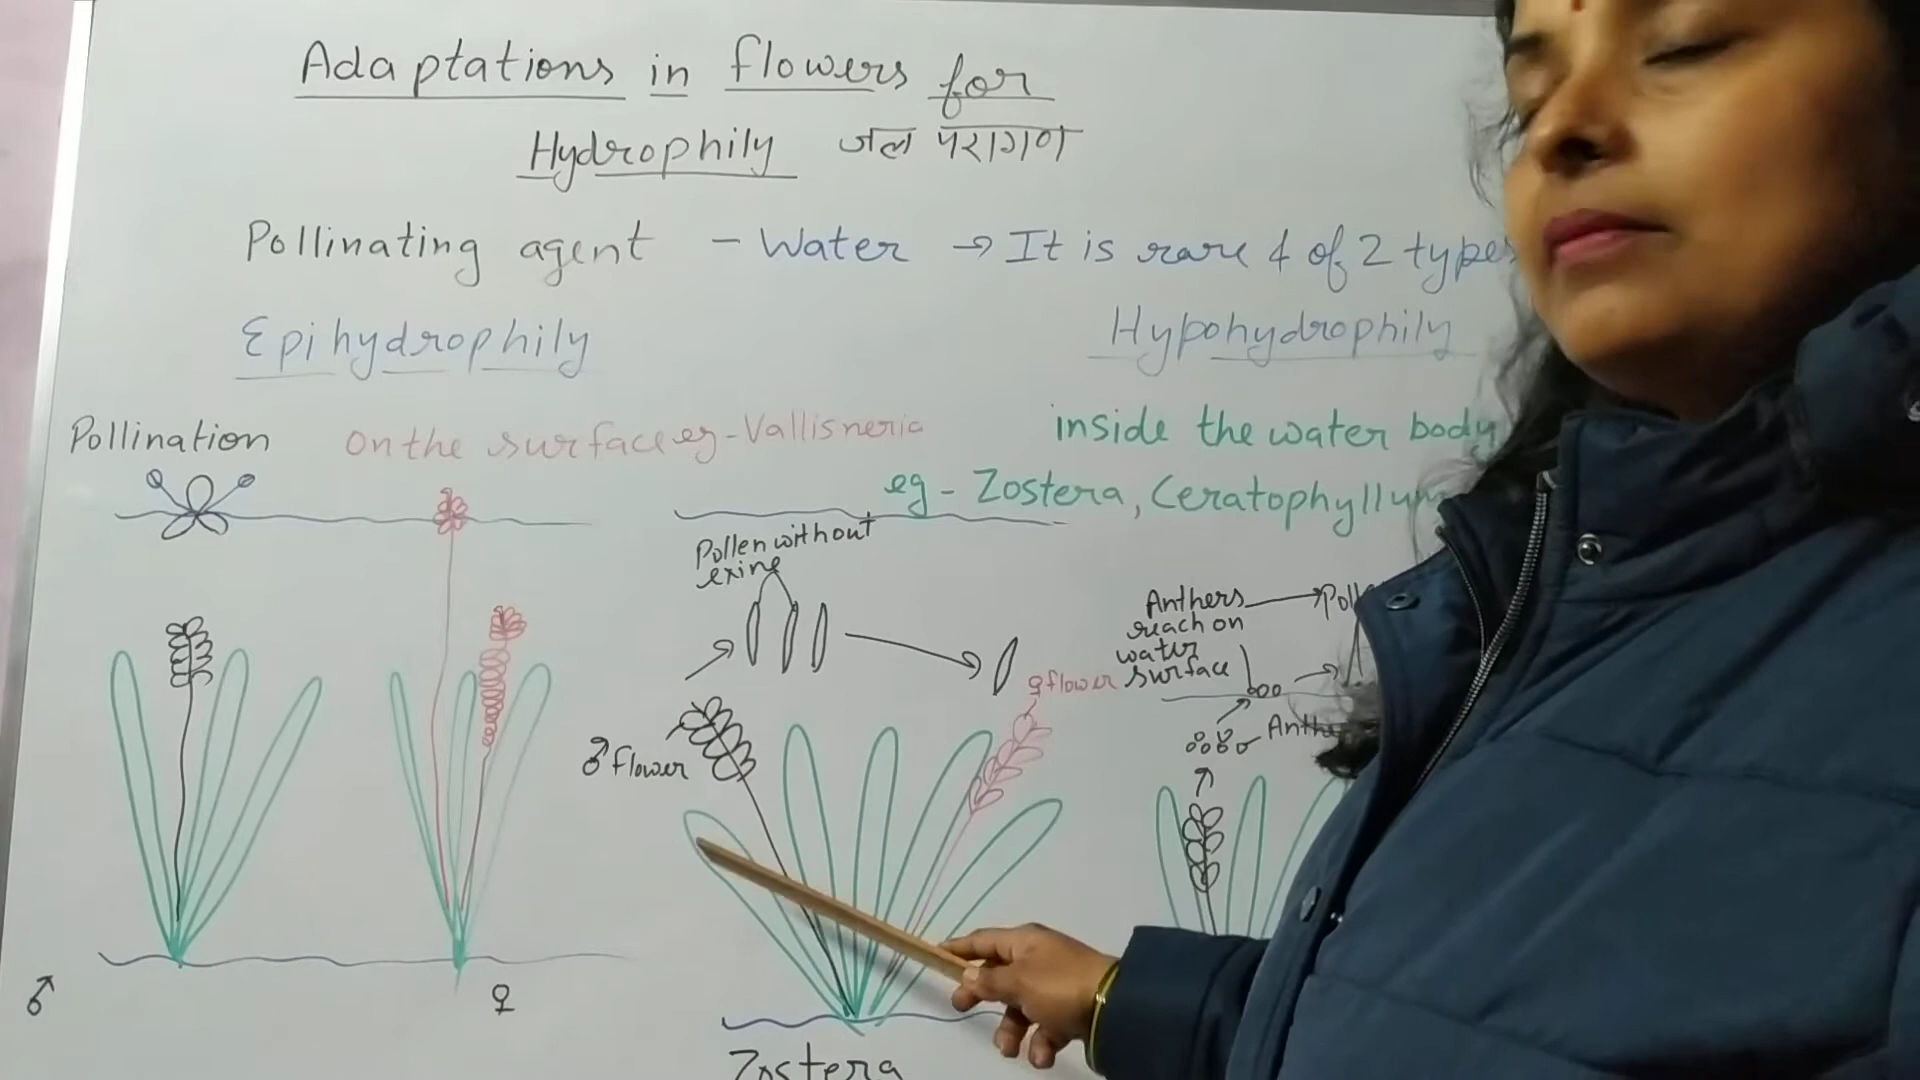 Adaptations in flowers for
Hydrophily जल परागण
Pollinating agent - Water → It is rare & of 2 types
Epihydrophily
Hypohydrophily
Pollination on the surface eg - Vallisneria
inside the water body
eg - Zostera, Ceratophyllum
Pollen without
exine
Anthers →
reach on
water
surface
♀ flower
♂ flower
♂
♀
Zostera